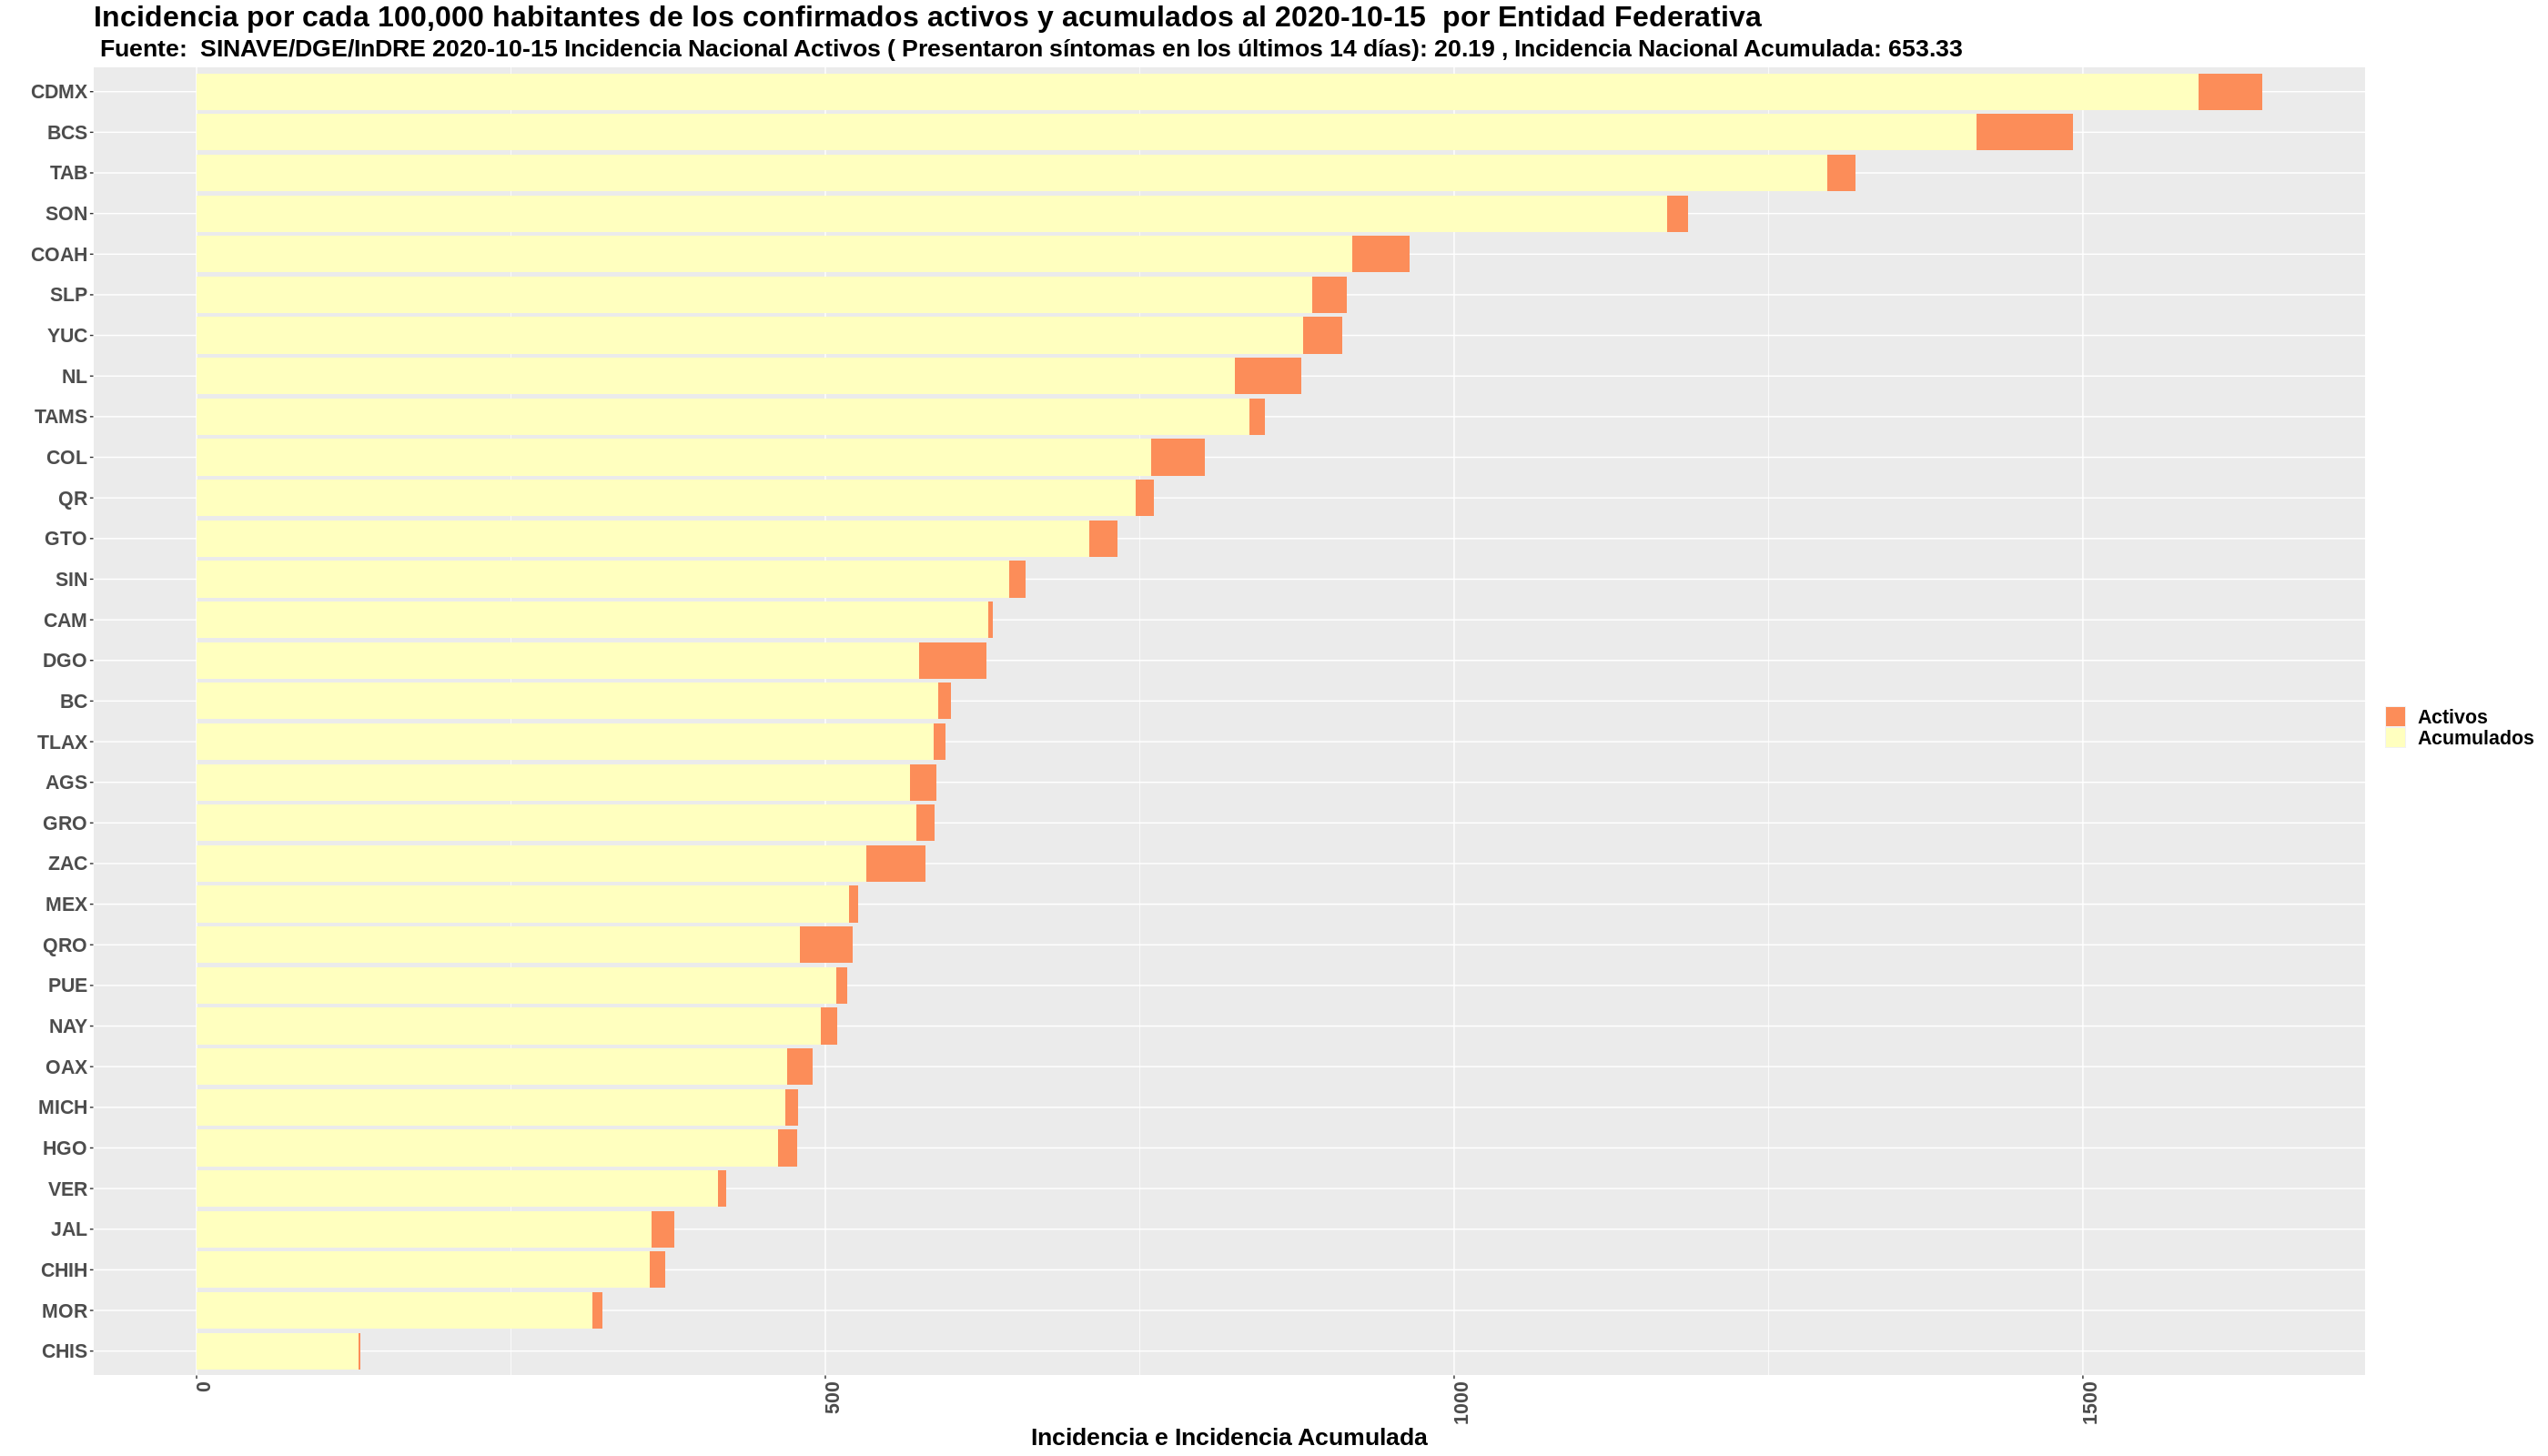 Incidencia por cada 100,000 habitantes de los confirmados activos y acumulados al 2020-10-15  por Entidad Federativa
Fuente:  SINAVE/DGE/InDRE 2020-10-15 Incidencia Nacional Activos ( Presentaron síntomas en los últimos 14 días): 20.19 , Incidencia Nacional Acumulada: 653.33
CDMX
BCS
TAB
SON
COAH
SLP
YUC
NL
TAMS
COL
QR
GTO
SIN
CAM
DGO
BC
TLAX
AGS
GRO
ZAC
MEX
QRO
PUE
NAY
OAX
MICH
HGO
VER
JAL
CHIH
MOR
CHIS
0
500
1000
1500
Incidencia e Incidencia Acumulada
Activos
Acumulados